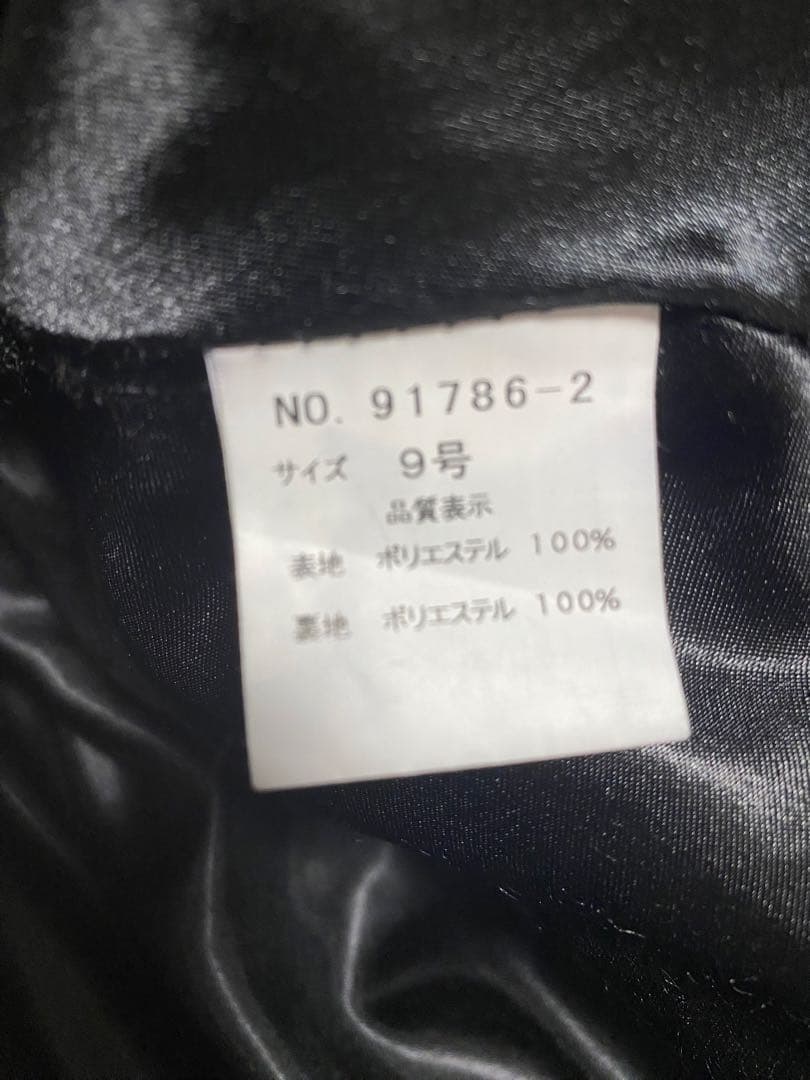 NO. 91786-2
サイズ 9号
品質表示
表地 ポリエステル 100%
裏地 ポリエステル 100%